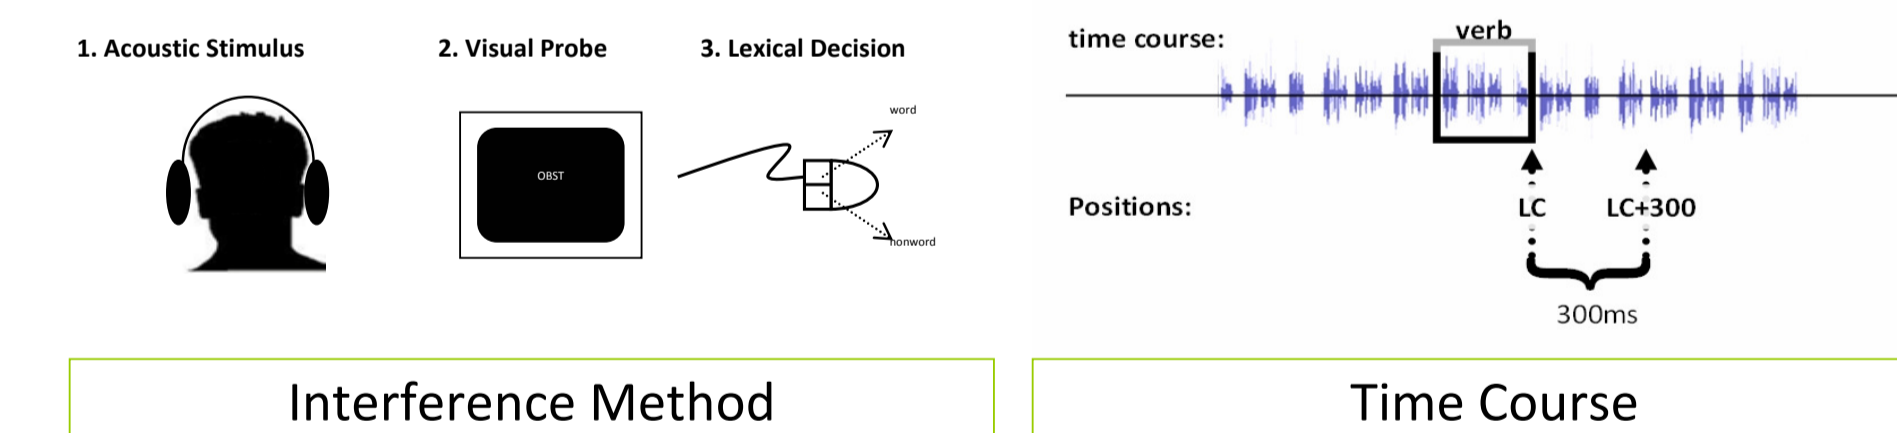 1. Acoustic Stimulus
2. Visual Probe
3. Lexical Decision
OBST
word
nonword
Interference Method
time course:
verb
Positions:
LC
LC+300
300ms
Time Course